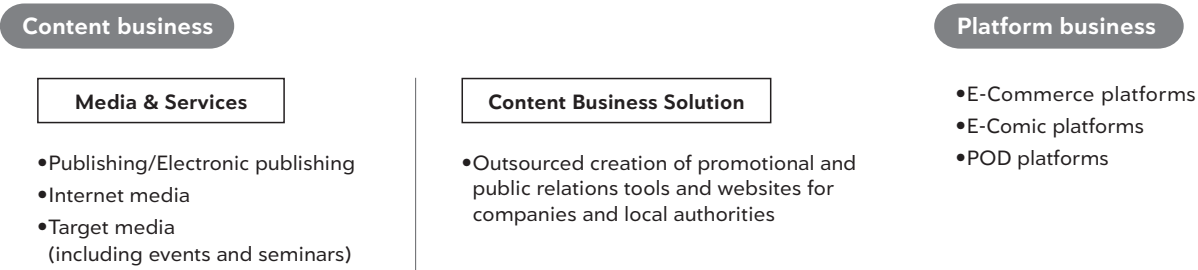 Content business
Media & Services
•Publishing/Electronic publishing
•Internet media
•Target media
(including events and seminars)
Content Business Solution
•Outsourced creation of promotional and
public relations tools and websites for
companies and local authorities
Platform business
•E-Commerce platforms
•E-Comic platforms
•POD platforms